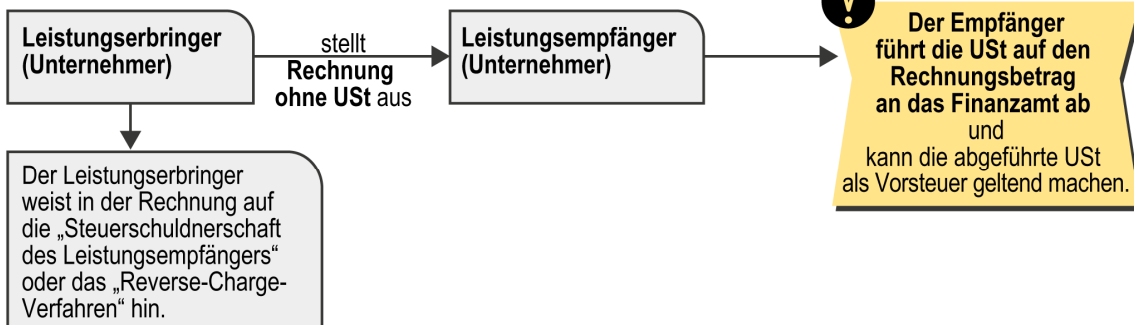 Leistungserbringer
(Unternehmer)
stellt
Rechnung
ohne USt aus
Leistungsempfänger
(Unternehmer)
Der Empfänger
führt die USt auf den
Rechnungsbetrag
an das Finanzamt ab
und
kann die abgeführte USt
als Vorsteuer geltend machen.
Der Leistungserbringer
weist in der Rechnung auf
die „Steuerschuldnerschaft
des Leistungsempfängers“
oder das „Reverse-Charge-
Verfahren“ hin.